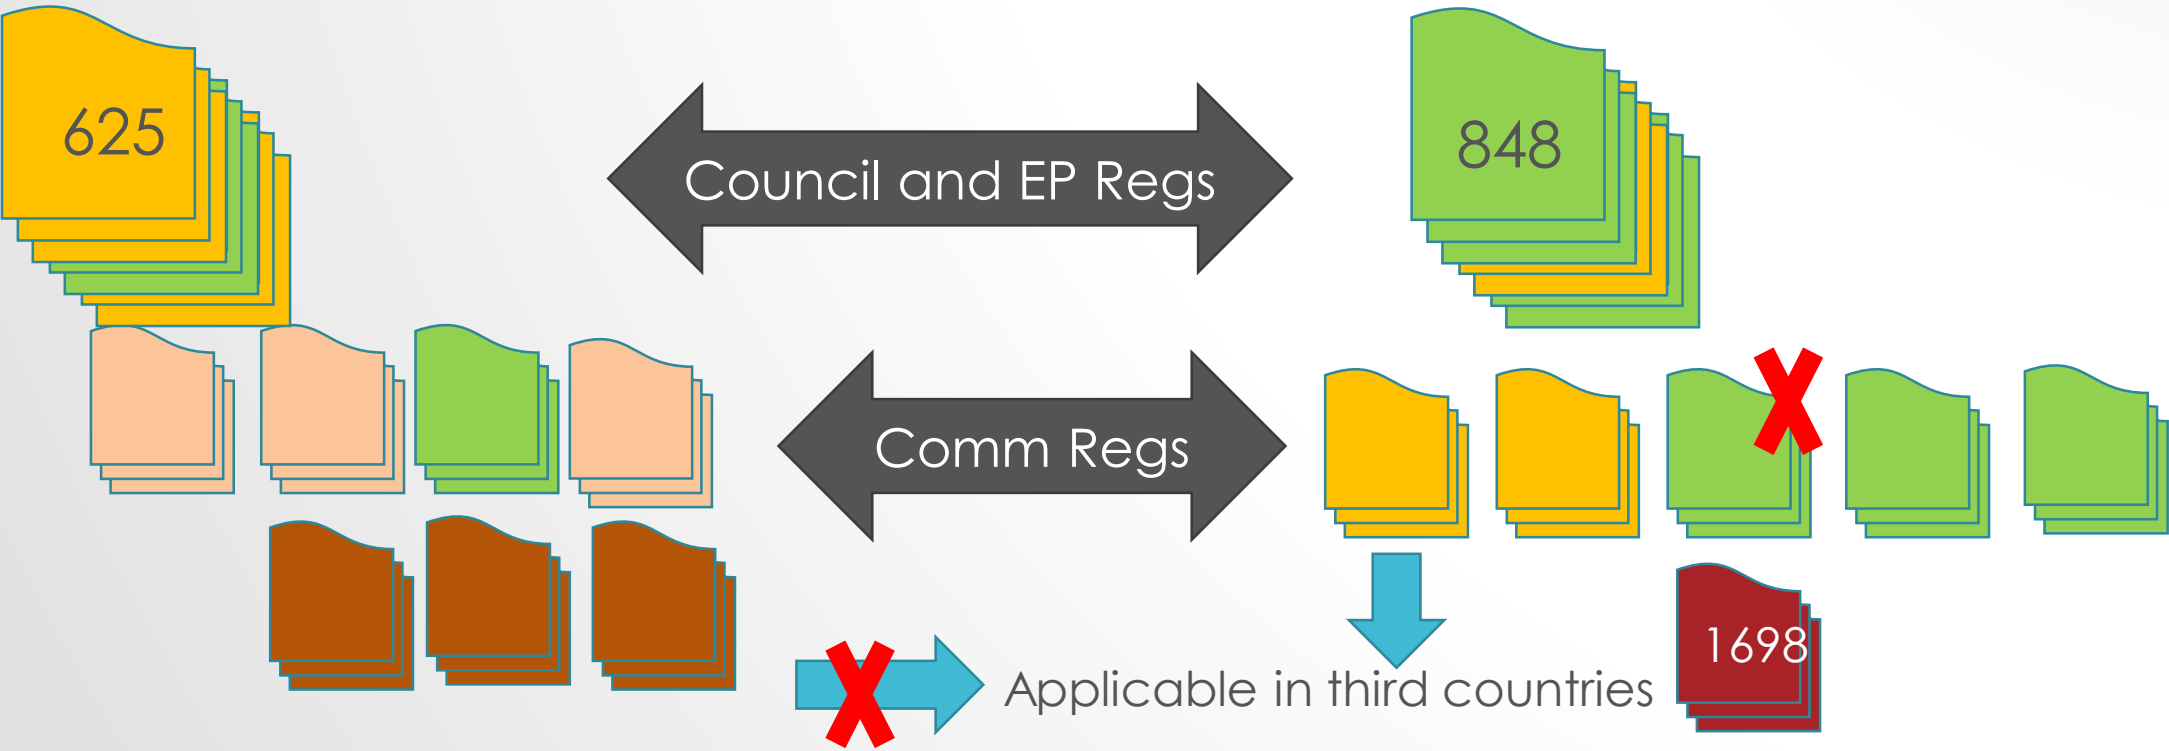 625
848
Council and EP Regs
Comm Regs
1698
Applicable in third countries